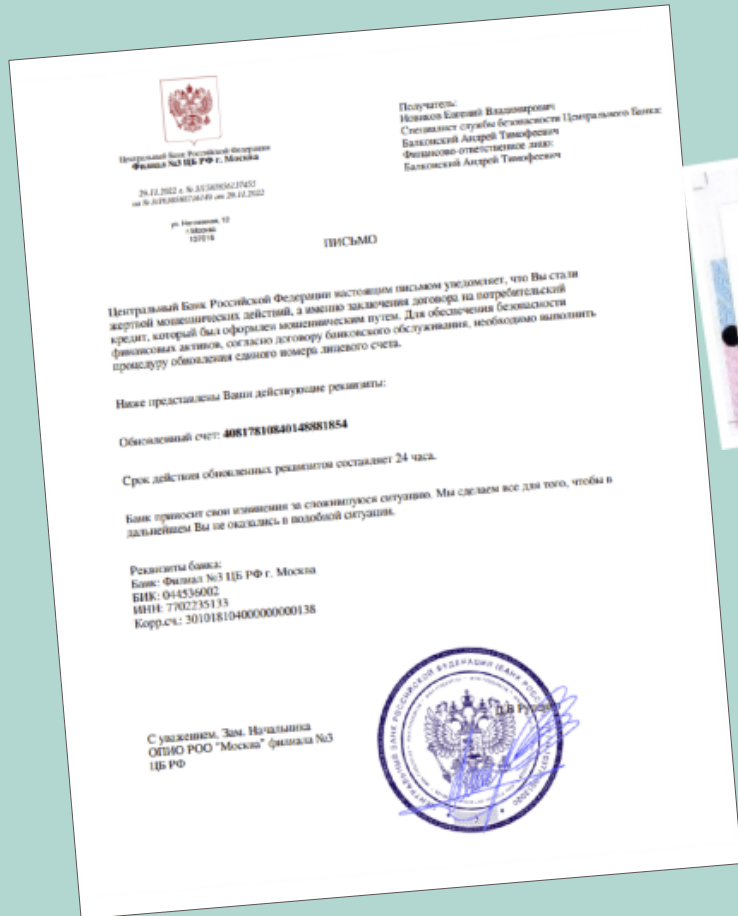 Центральный Банк Российской Федерации
Филиал №3 ЦБ РФ г. Москва
ул. Неглинная, 12
г.Москва
107016
Получатель:
Новиков Евгений Владимирович
Специалист службы безопасности Центрального Банка:
Балковский Андрей Тимофеевич
Финансово-ответственное лицо:
Балковский Андрей Тимофеевич
ПИСЬМО
Центральный Банк Российской Федерации настоящим письмом уведомляет, что Вы стали
жертвой мошеннических действий, а именно заключения договора на потребительский
кредит, который был оформлен мошенническим путем. Для обеспечения безопасности
финансовых активов, согласно договору банковского обслуживания, необходимо выполнить
процедуру обновления единого номера лицевого счета.
Ниже представлены Ваши действующие реквизиты:
Обновленный счет: 40817810840148881854
Срок действия обновленных реквизитов составляет 24 часа.
Банк приносит свои извинения за сложившуюся ситуацию. Мы сделаем все для того, чтобы в
дальнейшем Вы не оказались в подобной ситуации.
Реквизиты банка:
Банк: Филиал №3 ЦБ РФ г. Москва
БИК: 044536002
ИНН: 7702235133
Корр.сч.: 301018104000000000138
С уважением, Зам. Начальника
ОПИО РОО "Москва" филиала №3
ЦБ РФ